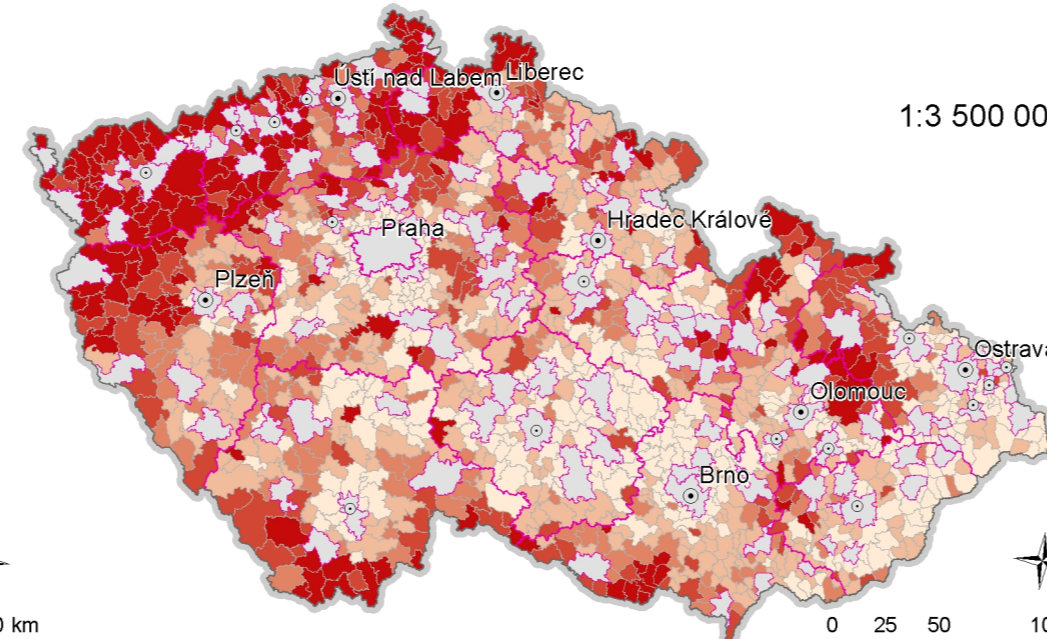 Ústí nad Labem
Liberec
1:3 500 00
Praha
Hradec Králové
Plzeň
Ostrava
Olomouc
Brno
0 km
0 25 50 10